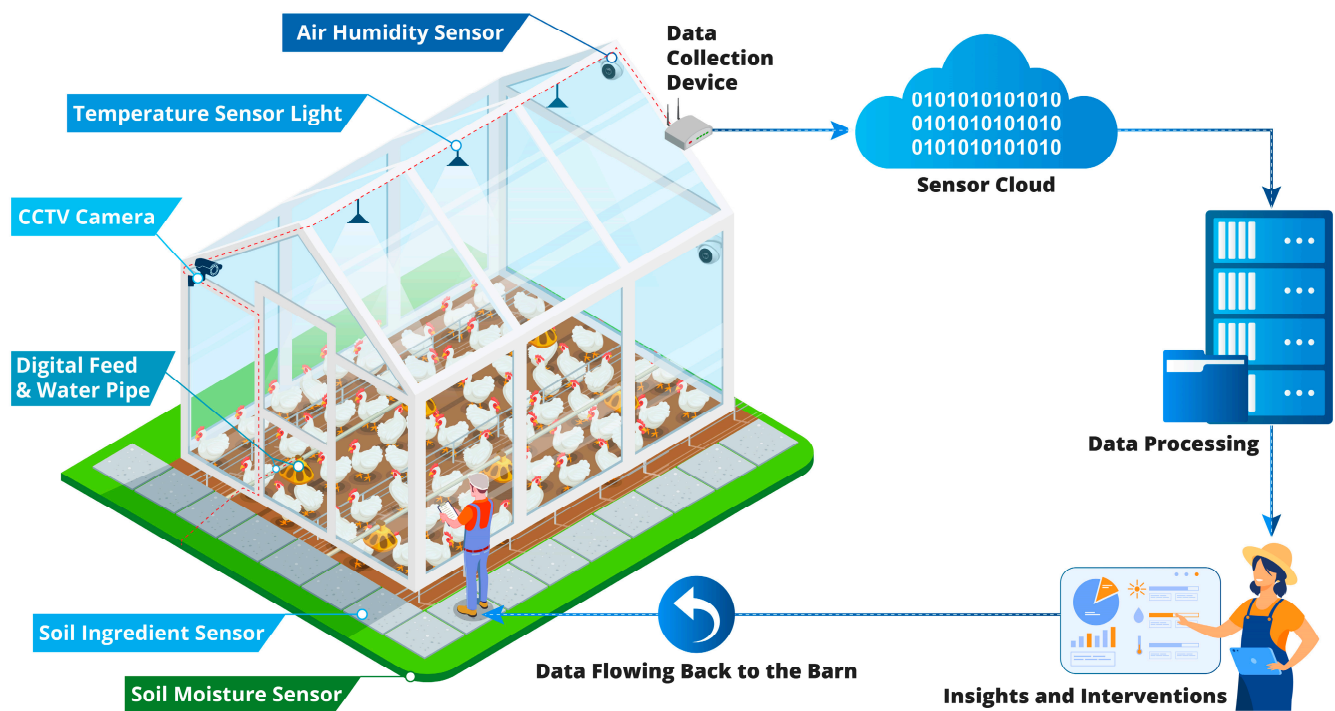 Air Humidity Sensor
Temperature Sensor Light
CCTV Camera
Digital Feed
& Water Pipe
Soil Ingredient Sensor
Soil Moisture Sensor
Data
Collection
Device
0101010101010
0101010101010
0101010101010
Sensor Cloud
Data Processing
Insights and Interventions
Data Flowing Back to the Barn